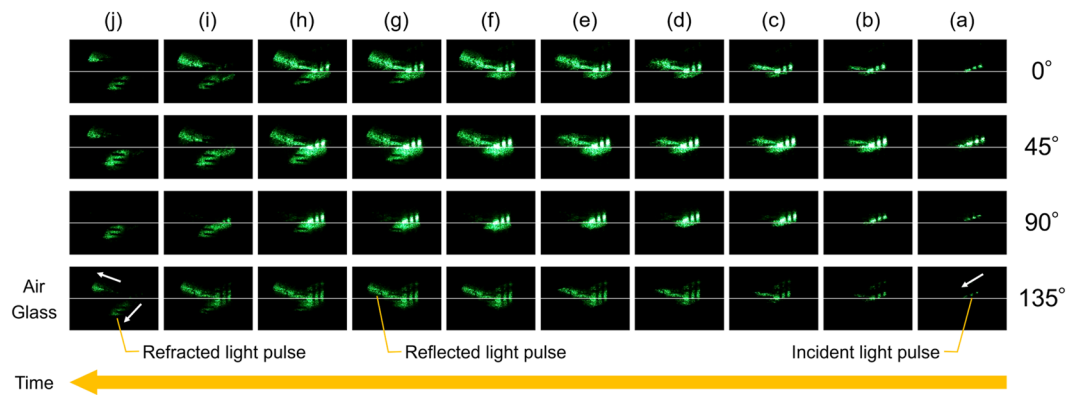 (j) (i) (h) (g) (f) (e) (d) (c) (b) (a)
0°
45°
90°
135°
Air
Glass
Refracted light pulse Reflected light pulse Incident light pulse
Time